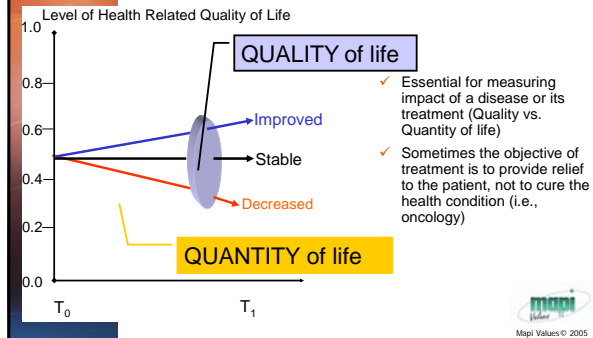 Level of Health Related Quality of Life
1.0
QUALITY of life
0.8
0.6
0.4
0.2
0.0
Improved
Stable
Decreased
QUANTITY of life
T0
T1
✓ Essential for measuring
impact of a disease or its
treatment (Quality vs.
Quantity of life)
✓ Sometimes the objective of
treatment is to provide relief
to the patient, not to cure the
health condition (i.e.,
oncology)
mapi
Values
Mapi Values© 2005